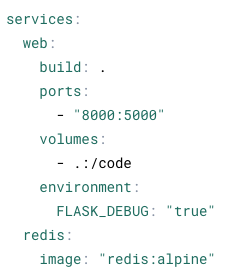 services:
  web:
    build: .
    ports:
      - "8000:5000"
    volumes:
      - .:/code
    environment:
      FLASK_DEBUG: "true"
  redis:
    image: "redis:alpine"